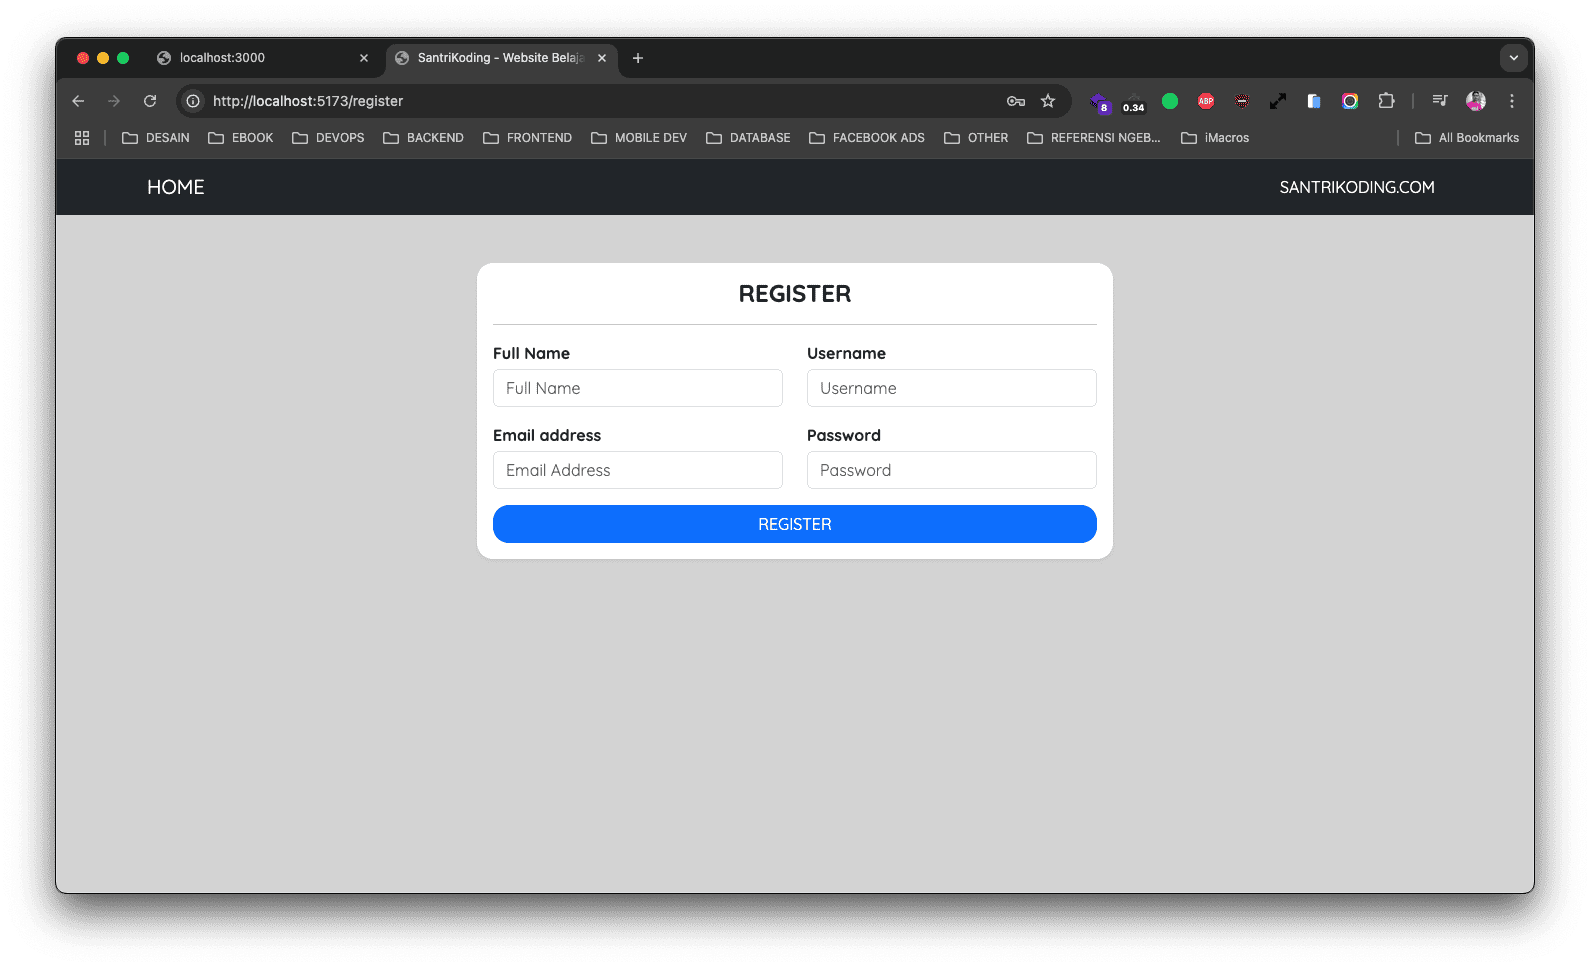 localhost:3000
SantriKoding - Website Belaja
http://localhost:5173/register
8
0.34
ABP
DESAIN EBOOK DEVOPS BACKEND FRONTEND MOBILE DEV DATABASE FACEBOOK ADS OTHER REFERENSI NGEB... iMacros All Bookmarks
HOME SANTRIKODING.COM
REGISTER
Full Name Username
Full Name Username
Email address Password
Email Address Password
REGISTER